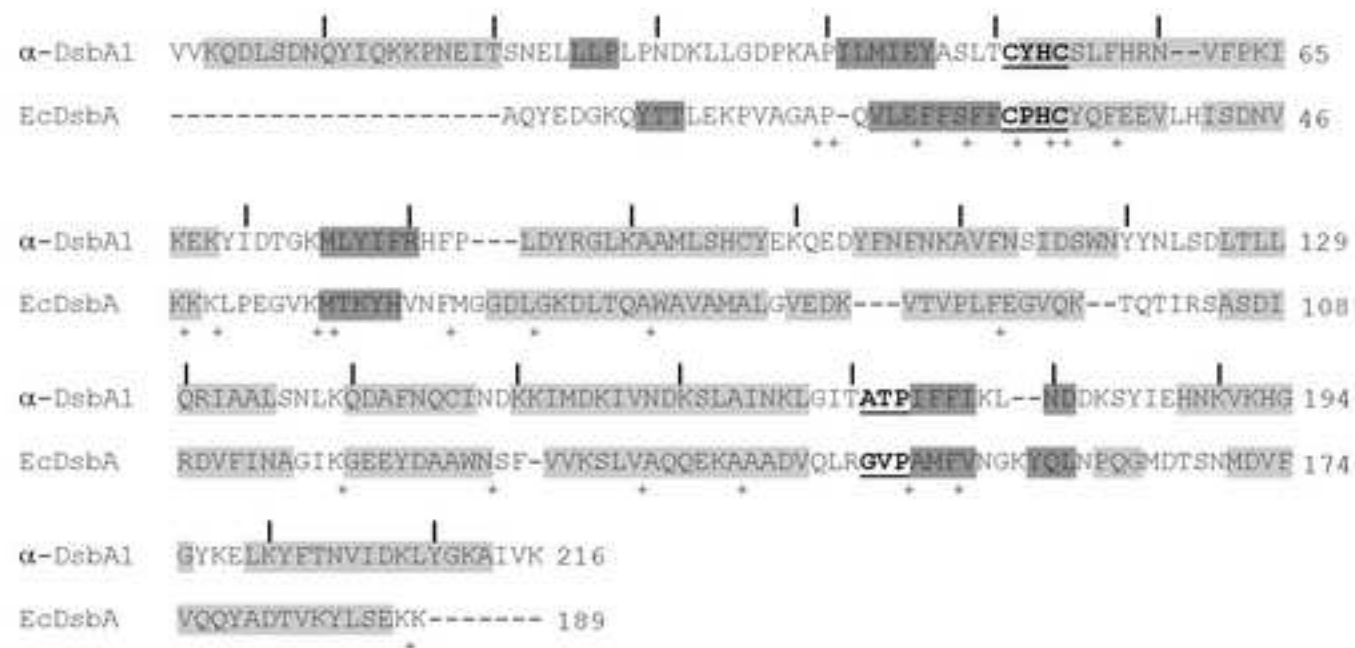 α-DsbA1 VVKQDLSDNQYIQKKPNEITSNELLLPLPNDKLLGDPKAPILMIEYASLTCYHCSLFHRN--VFPKI 65
EcDsbA --------------------AQYEDGKQYTTLEKPVAGAP-QVLEFFSFFCPHCYQFEEVLHISDNV 46
** * * * ** *
α-DsbA1 KEKYIDTGKMLYIFRHFP---LDYRGLKAAMLSHCYEKQEDYFNFNKAVFNSIDSWNYYNLSDLTLL 129
EcDsbA KKKLPEGVKMTKYHVNFMGGDLGKDLTQAWAVAMALGVEDK---VTVPLFEGVQK--TQTIRSASDI 108
* * ** * * * *
α-DsbA1 QRIAALSNLKQDAFNQCINDKKIMDKIVNDKSLAINKLGITATPIFFIKL--NDDKSYIEHNKVKHG 194
EcDsbA RDVFINAGIKGEEYDAAWNSF-VVKSLVAQQEKAAADVQLRGVPAMFVNGKYQLNPQGMDTSNMDVF 174
* * * * * *
α-DsbA1 GYKELKYFTNVIDKLYGKAIVK 216
EcDsbA VQQYADTVKYLSEKK------- 189
*